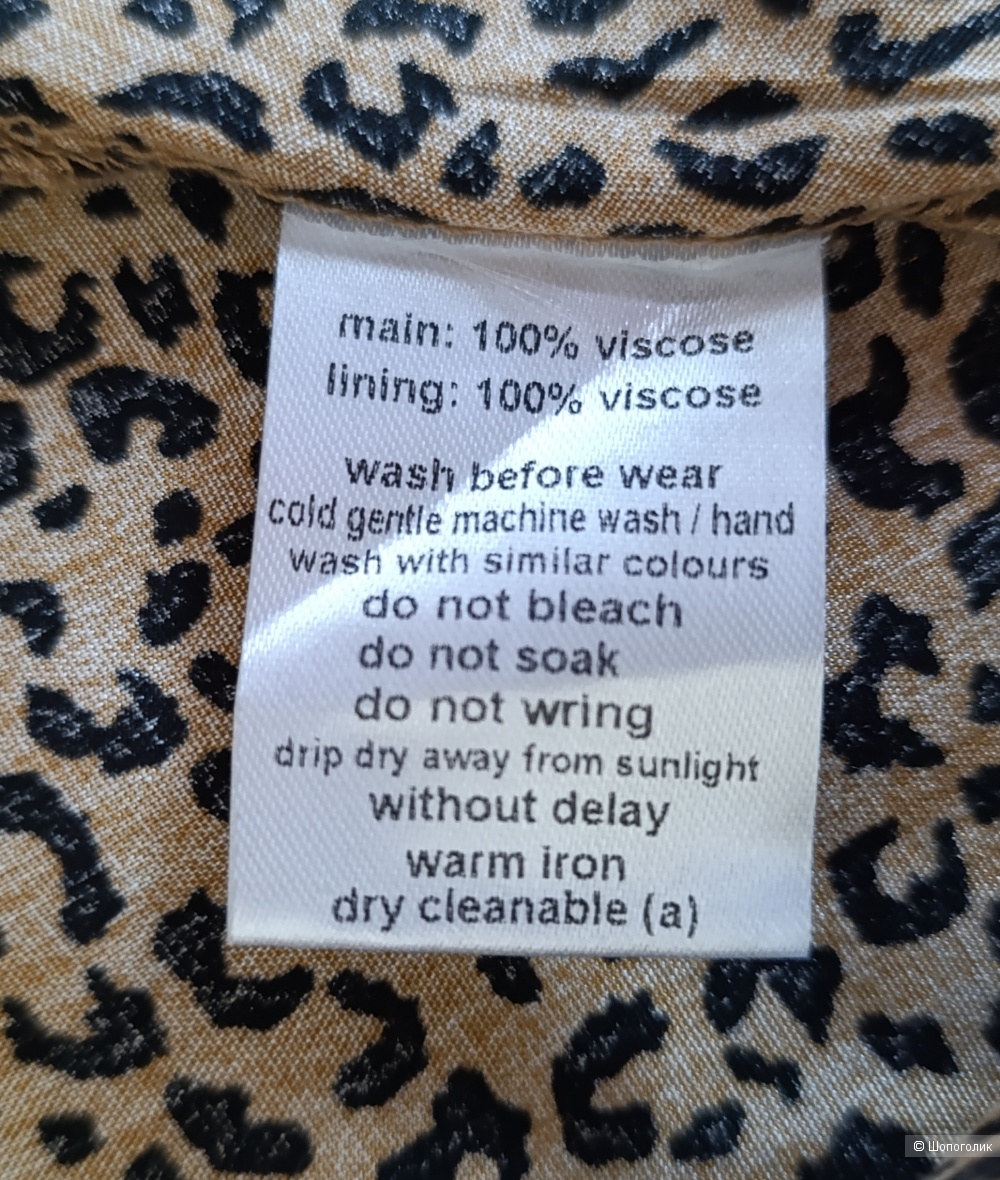 main: 100% viscose
lining: 100% viscose
wash before wear
cold gentle machine wash / hand
wash with similar colours
do not bleach
do not soak
do not wring
drip dry away from sunlight
without delay
warm iron
dry cleanable (a)
© Шопоголик